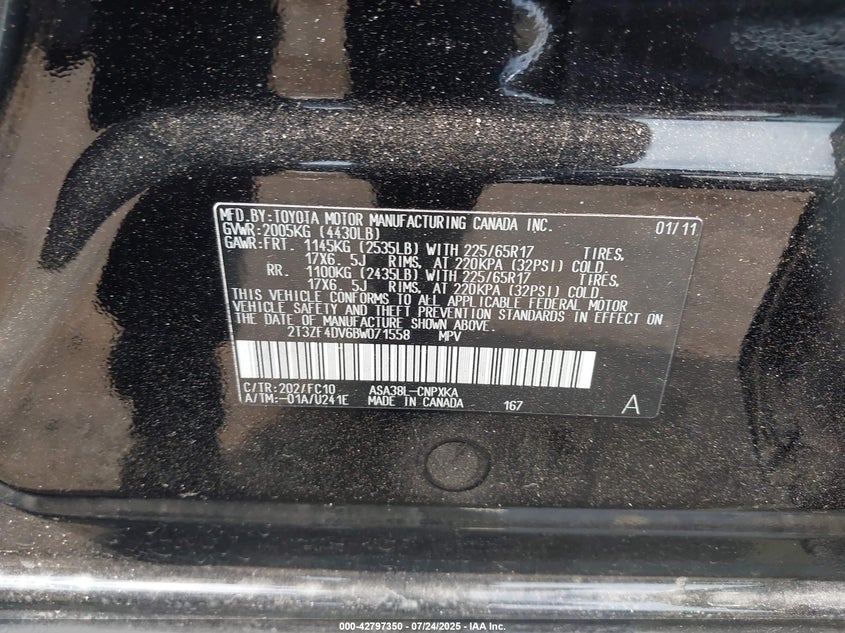 MFD.BY:TOYOTA MOTOR MANUFACTURING CANADA INC. 01/11
GVWR:2005KG (4430LB)
GAWR:FRT. 1145KG (2535LB) WITH 225/65R17 TIRES,
17X6.5J RIMS, AT 220KPA (32PSI) COLD
RR. 1100KG (2435LB) WITH 225/65R17 TIRES,
17X6.5J RIMS, AT 220KPA (32PSI) COLD.
THIS VEHICLE CONFORMS TO ALL APPLICABLE FEDERAL MOTOR
VEHICLE SAFETY AND THEFT PREVENTION STANDARDS IN EFFECT ON
THE DATE OF MANUFACTURE SHOWN ABOVE.
2T3ZF4DV6BW071558 MPV
C/TR:202/FC10 ASA38L-CNPXKA
A/TM:-01A/U241E MADE IN CANADA 167 A
000-42797350 - 07/24/2025 - IAA Inc.